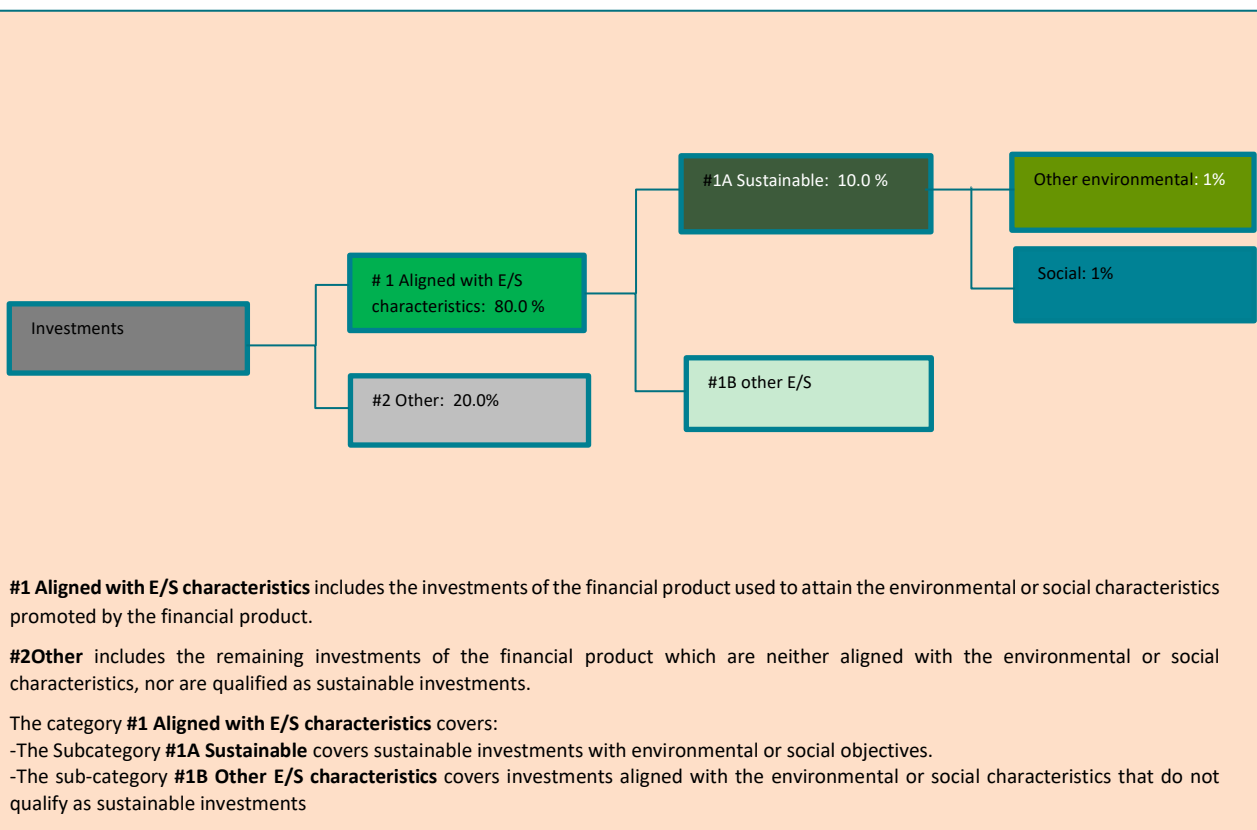 Investments
# 1 Aligned with E/S
characteristics: 80.0 %
#2 Other: 20.0%
#1A Sustainable: 10.0 %
#1B other E/S
Other environmental: 1%
Social: 1%
#1 Aligned with E/S characteristics includes the investments of the financial product used to attain the environmental or social characteristics
promoted by the financial product.
#2Other includes the remaining investments of the financial product which are neither aligned with the environmental or social
characteristics, nor are qualified as sustainable investments.
The category #1 Aligned with E/S characteristics covers:
-The Subcategory #1A Sustainable covers sustainable investments with environmental or social objectives.
-The sub-category #1B Other E/S characteristics covers investments aligned with the environmental or social characteristics that do not
qualify as sustainable investments